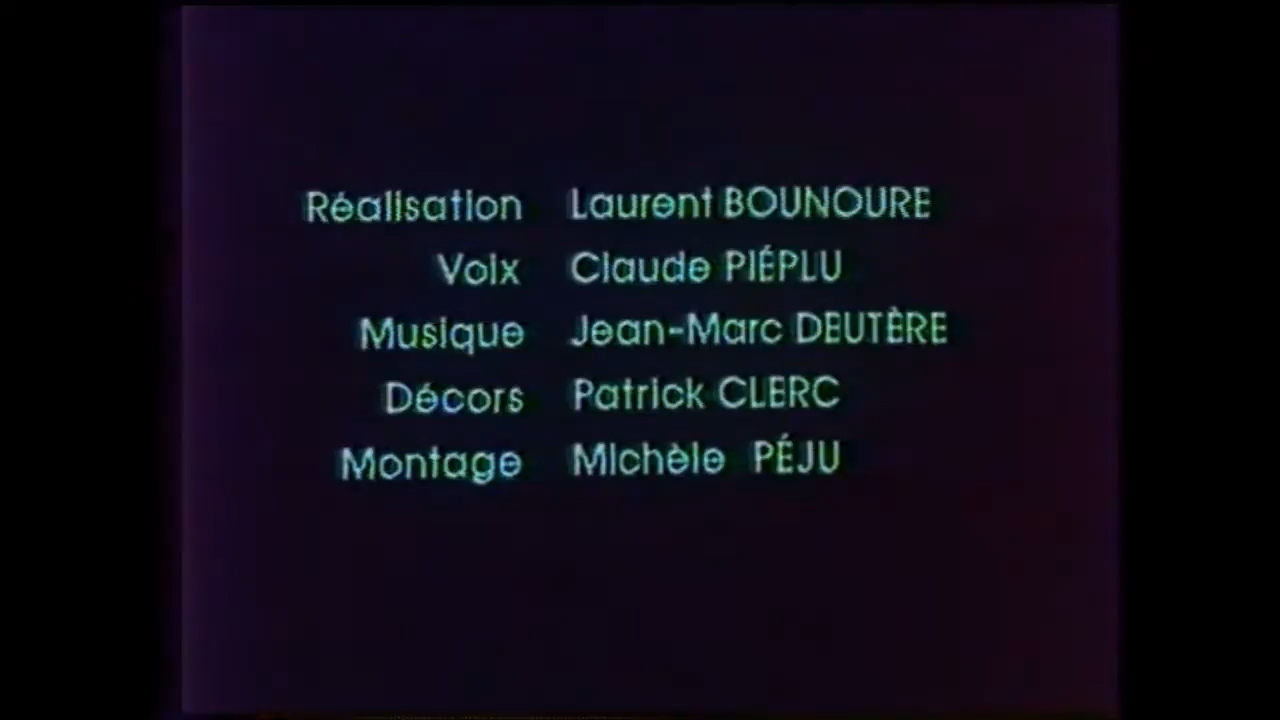 Réalisation Laurent BOUNOURE
Voix Claude PIÉPLU
Musique Jean-Marc DEUTÈRE
Décors Patrick CLERC
Montage Michèle PÉJU